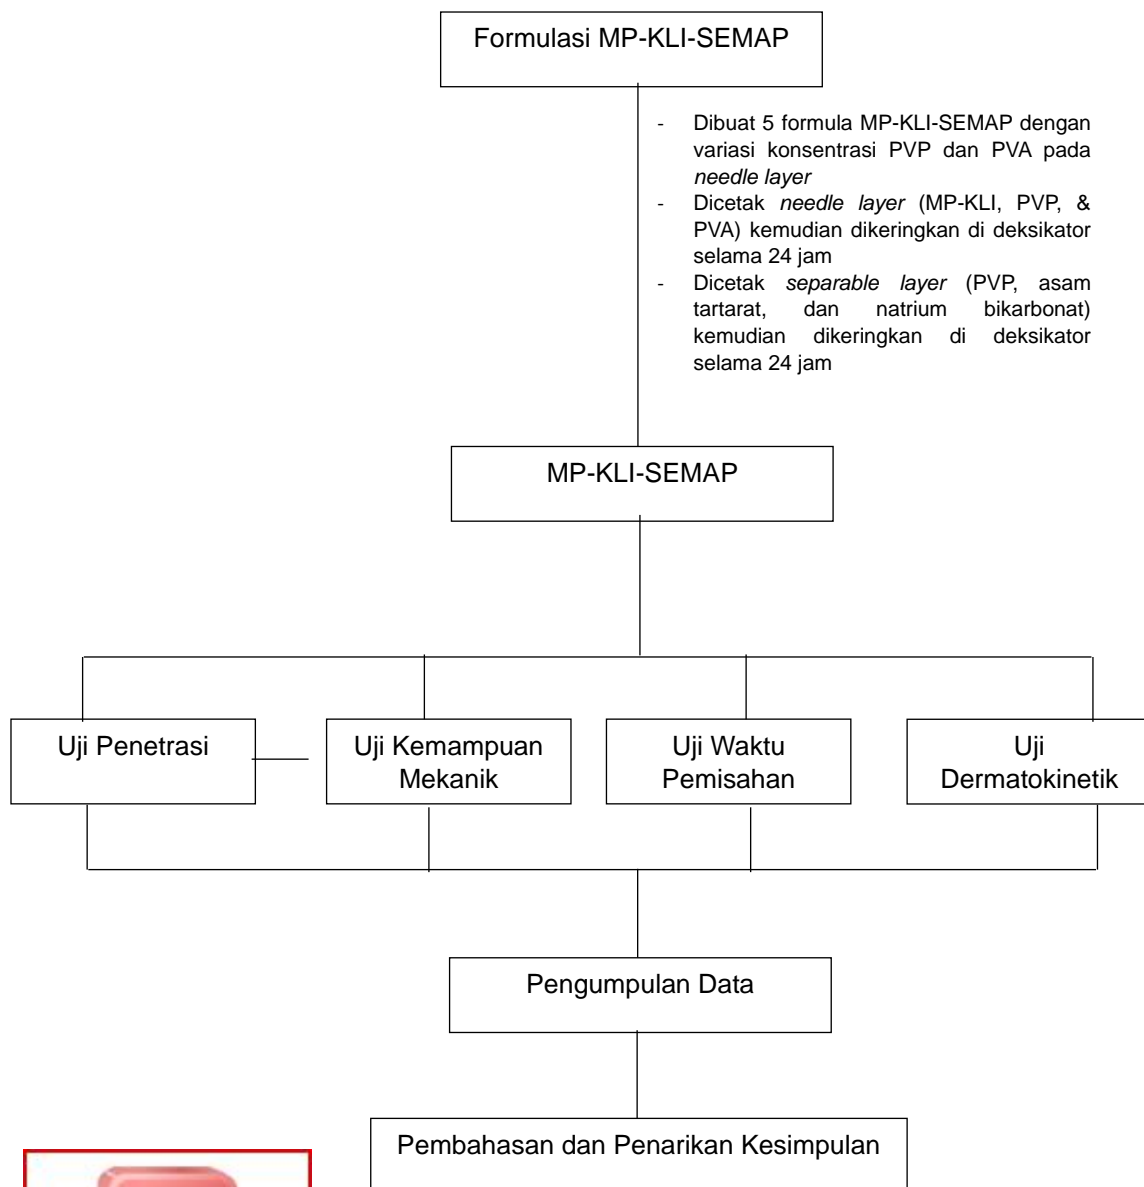 Formulasi MP-KLI-SEMAP
- Dibuat 5 formula MP-KLI-SEMAP dengan
variasi konsentrasi PVP dan PVA pada
needle layer
- Dicetak needle layer (MP-KLI, PVP, &
PVA) kemudian dikeringkan di deksikator
selama 24 jam
- Dicetak separable layer (PVP, asam
tartarat, dan natrium bikarbonat)
kemudian dikeringkan di deksikator
selama 24 jam
MP-KLI-SEMAP
Uji Penetrasi
Uji Kemampuan
Mekanik
Uji Waktu
Pemisahan
Uji
Dermatokinetik
Pengumpulan Data
Pembahasan dan Penarikan Kesimpulan